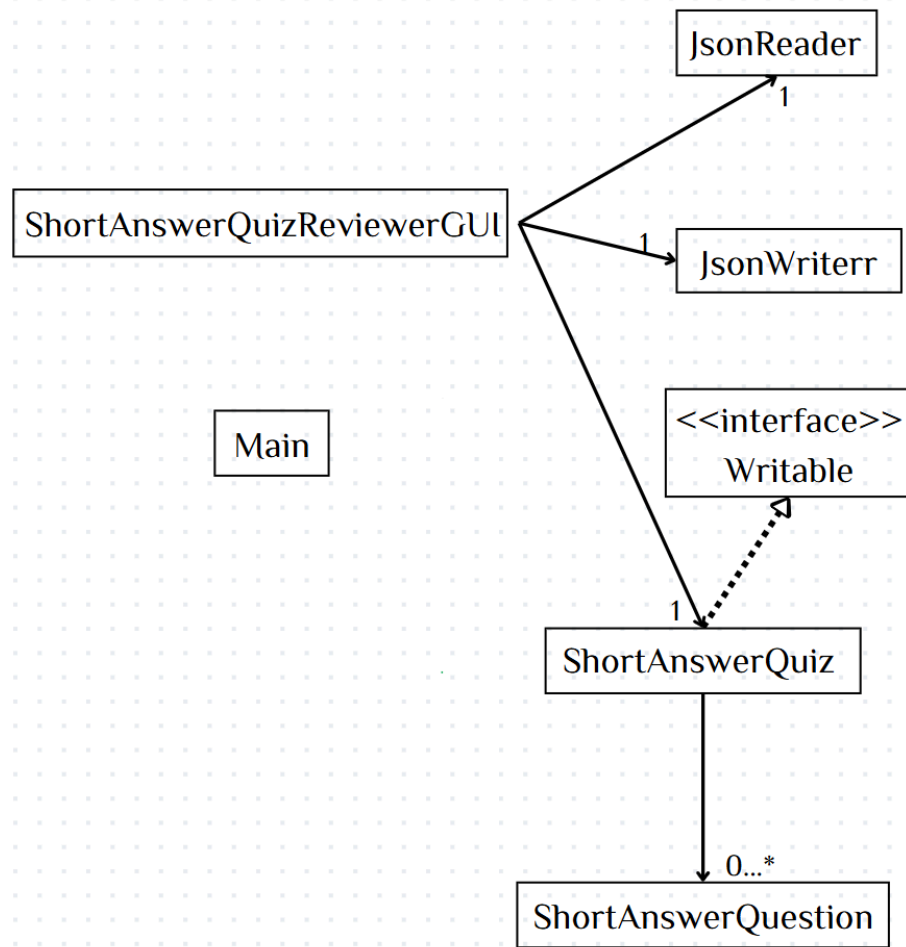 JsonReader
1
ShortAnswerQuizReviewerGUI
1
JsonWriterr
<<interface>>
Writable
Main
1
ShortAnswerQuiz
0...*
ShortAnswerQuestion